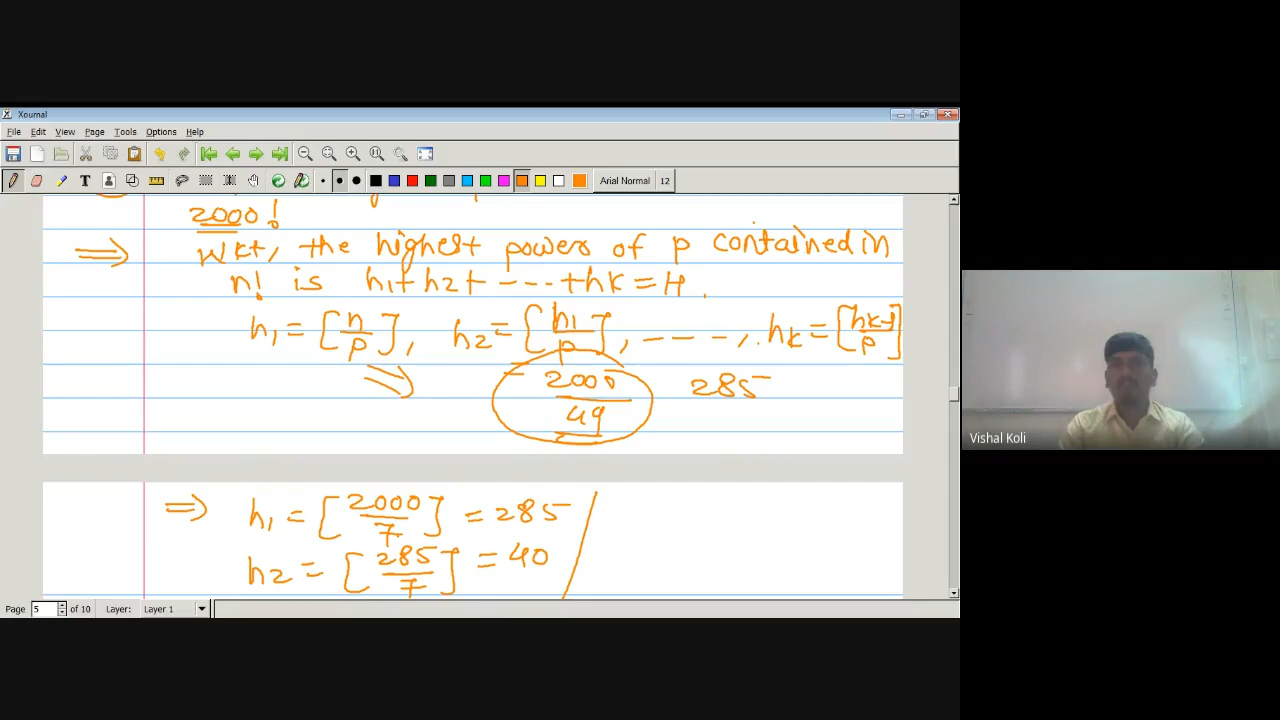 Xournal
File Edit View Page Tools Options Help
Arial Normal 12
2000!
⇒ WKT, the highest powers of p contained in
n! is h1+h2+ ---- +hk = H.
h1 = [n/p], h2 = [h1/p], ----, hk = [hk-1/p]
2000/49 285
⇒ h1 = [2000/7] = 285
h2 = [285/7] = 40
Page 5 of 10 Layer: Layer 1
Vishal Koli